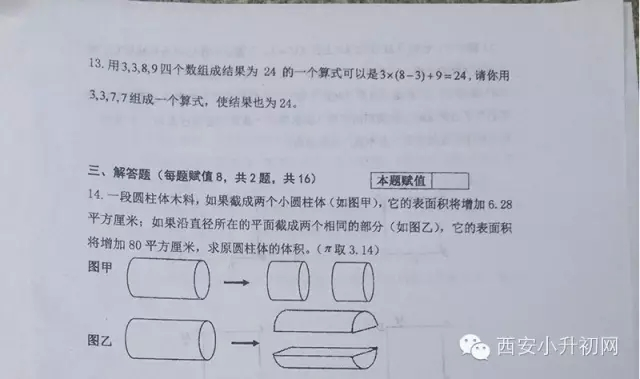 13.用3,3,8,9四个数组成结果为 24 的一个算式可以是3×(8−3)+9=24,请你用
3,3,7,7组成一个算式，使结果也为24。
三、解答题（每题赋值8，共2题，共16）
本题赋值
14.一段圆柱体木料，如果截成两个小圆柱体（如图甲），它的表面积将增加6.28
平方厘米；如果沿直径所在的平面截成两个相同的部分（如图乙），它的表面积
将增加80平方厘米，求原圆柱体的体积。（π取3.14）
图甲
图乙
西安小升初网